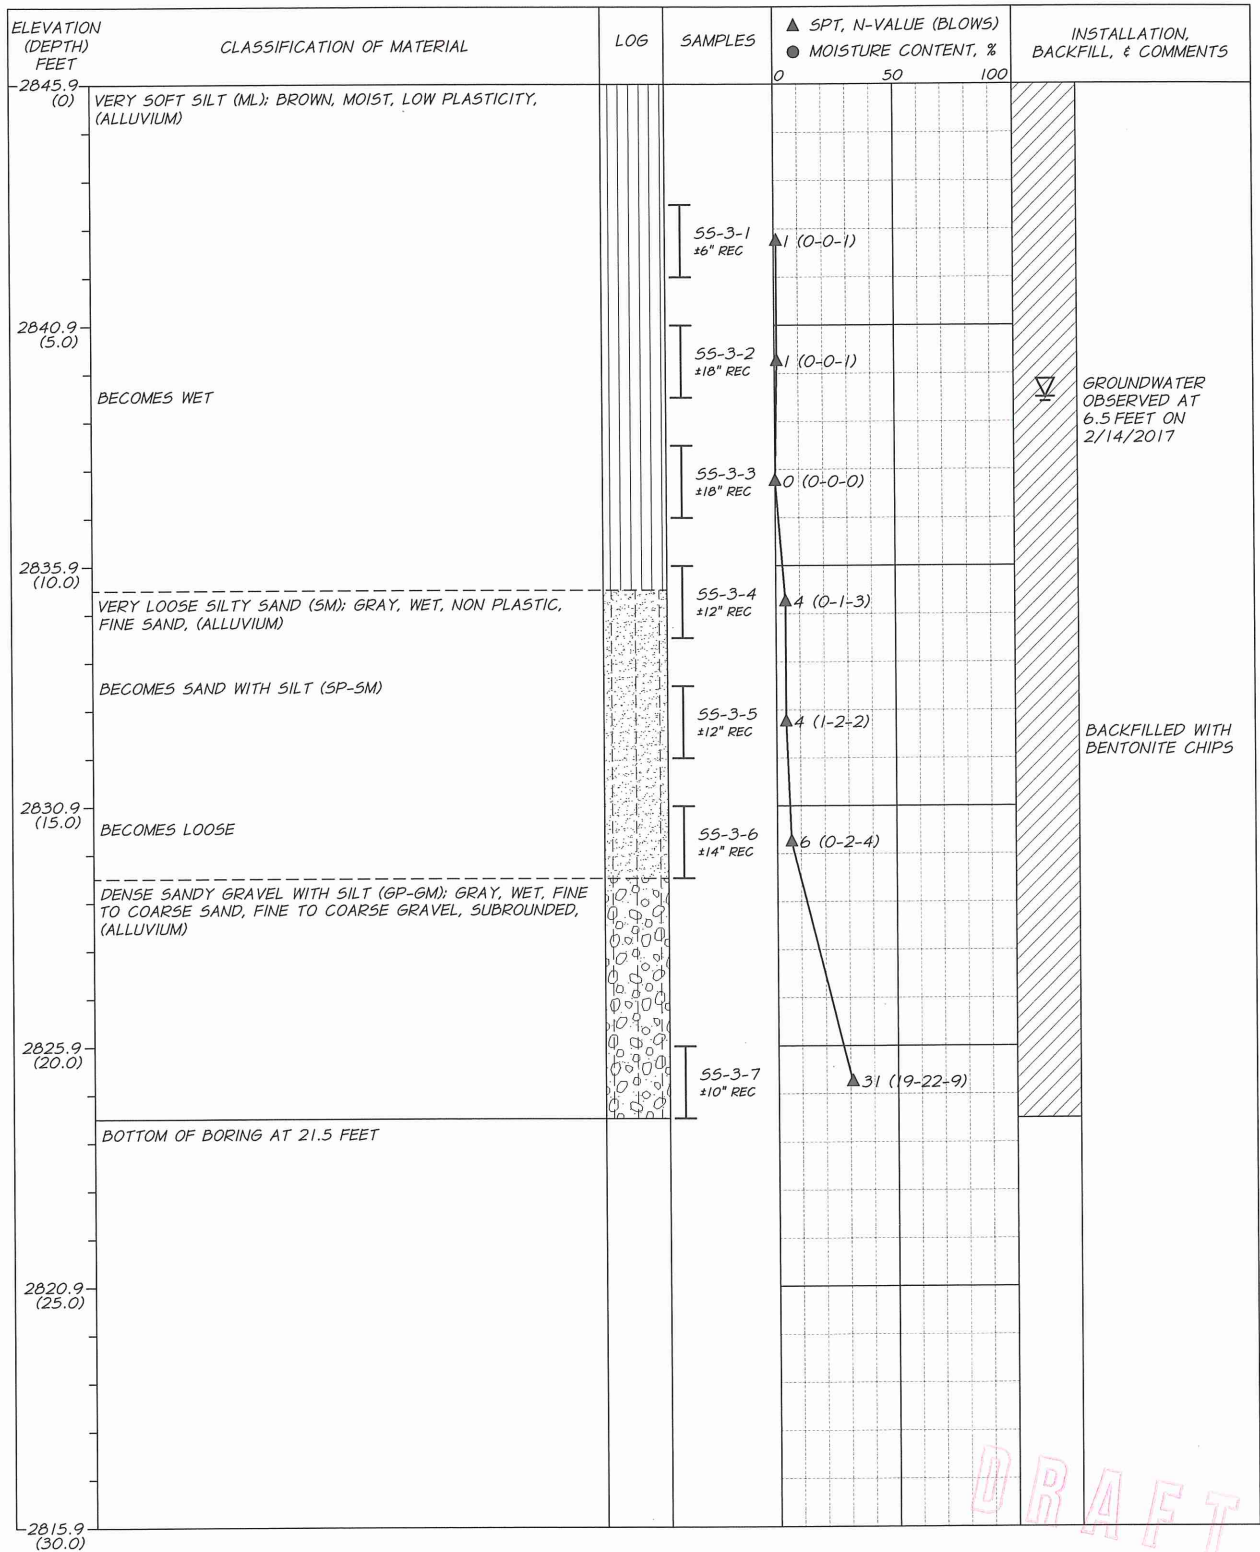 ELEVATION
(DEPTH)
FEET
CLASSIFICATION OF MATERIAL
LOG
SAMPLES
▲ SPT, N-VALUE (BLOWS)
● MOISTURE CONTENT, %
0 50 100
INSTALLATION,
BACKFILL, & COMMENTS
2845.9
(0)
VERY SOFT SILT (ML); BROWN, MOIST, LOW PLASTICITY,
(ALLUVIUM)
SS-3-1
±6" REC
1 (0-0-1)
2840.9
(5.0)
SS-3-2
±18" REC
1 (0-0-1)
BECOMES WET
GROUNDWATER
OBSERVED AT
6.5 FEET ON
2/14/2017
SS-3-3
±18" REC
0 (0-0-0)
2835.9
(10.0)
VERY LOOSE SILTY SAND (SM); GRAY, WET, NON PLASTIC,
FINE SAND, (ALLUVIUM)
SS-3-4
±12" REC
4 (0-1-3)
BECOMES SAND WITH SILT (SP-SM)
SS-3-5
±12" REC
4 (1-2-2)
BACKFILLED WITH
BENTONITE CHIPS
2830.9
(15.0)
BECOMES LOOSE
SS-3-6
±14" REC
6 (0-2-4)
DENSE SANDY GRAVEL WITH SILT (GP-GM); GRAY, WET, FINE
TO COARSE SAND, FINE TO COARSE GRAVEL, SUBROUNDED,
(ALLUVIUM)
2825.9
(20.0)
SS-3-7
±10" REC
31 (19-22-9)
BOTTOM OF BORING AT 21.5 FEET
2820.9
(25.0)
2815.9
(30.0)
DRAFT